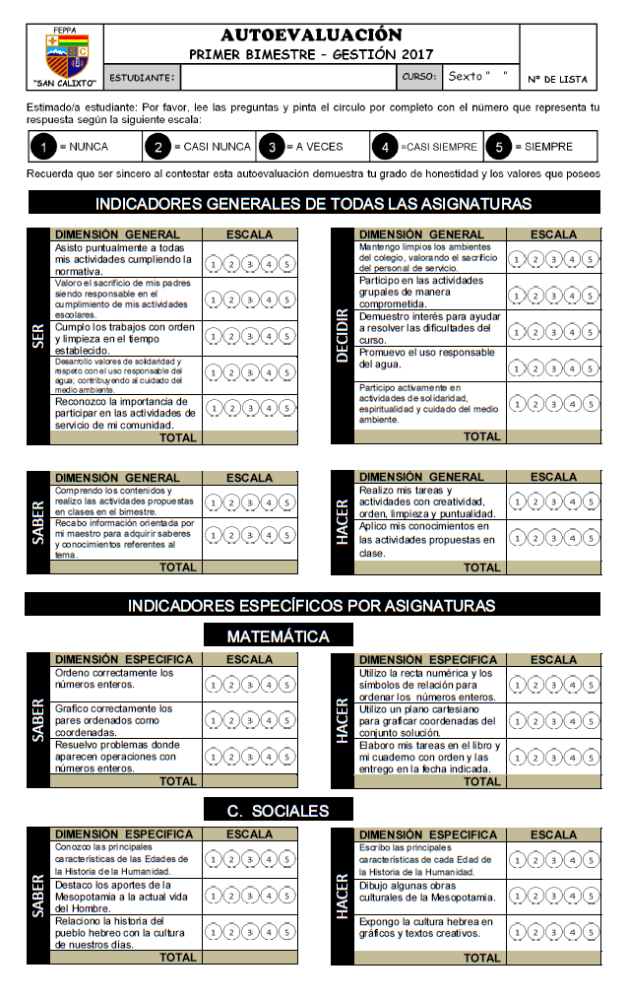 FEPPA
S C
"SAN CALIXTO"
AUTOEVALUACIÓN
PRIMER BIMESTRE – GESTIÓN 2017
ESTUDIANTE:
CURSO:
Sexto " "
Nº DE LISTA
Estimado/a estudiante: Por favor, lee las preguntas y pinta el circulo por completo con el número que representa tu
respuesta según la siguiente escala:
1 = NUNCA 2 = CASI NUNCA 3 = A VECES 4 =CASI SIEMPRE 5 = SIEMPRE
Recuerda que ser sincero al contestar esta autoevaluación demuestra tu grado de honestidad y los valores que posees
INDICADORES GENERALES DE TODAS LAS ASIGNATURAS
SER
DIMENSIÓN GENERAL ESCALA
Asisto puntualmente a todas
mis actividades cumpliendo la
normativa.
1 2 3 4 5
Valoro el sacrificio de mis padres
siendo responsable en el
cumplimiento de mis actividades
escolares.
1 2 3 4 5
Cumplo los trabajos con orden
y limpieza en el tiempo
establecido.
1 2 3 4 5
Desarrollo valores de solidaridad y
respeto con el uso responsable del
agua; contribuyendo al cuidado del
medio ambiente.
1 2 3 4 5
Reconozco la importancia de
participar en las actividades de
servicio de mi comunidad.
1 2 3 4 5
TOTAL
DECIDIR
DIMENSIÓN GENERAL ESCALA
Mantengo limpios los ambientes
del colegio, valorando el sacrificio
del personal de servicio.
1 2 3 4 5
Participo en las actividades
grupales de manera
comprometida.
1 2 3 4 5
Demuestro interés para ayudar
a resolver las dificultades del
curso.
1 2 3 4 5
Promuevo el uso responsable
del agua.
1 2 3 4 5
Participo activamente en
actividades de solidaridad,
espiritualidad y cuidado del medio
ambiente.
1 2 3 4 5
TOTAL
SABER
DIMENSIÓN GENERAL ESCALA
Comprendo los contenidos y
realizo las actividades propuestas
en clases en el bimestre.
1 2 3 4 5
Recabo información orientada por
mi maestro para adquirir saberes
y conocimientos referentes al
tema.
1 2 3 4 5
TOTAL
HACER
DIMENSIÓN GENERAL ESCALA
Realizo mis tareas y
actividades con creatividad,
orden, limpieza y puntualidad.
1 2 3 4 5
Aplico mis conocimientos en
las actividades propuestas en
clase.
1 2 3 4 5
TOTAL
INDICADORES ESPECÍFICOS POR ASIGNATURAS
MATEMÁTICA
SABER
DIMENSIÓN ESPECIFICA ESCALA
Ordeno correctamente los
números enteros.
1 2 3 4 5
Grafico correctamente los
pares ordenados como
coordenadas.
1 2 3 4 5
Resuelvo problemas donde
aparecen operaciones con
números enteros.
1 2 3 4 5
TOTAL
HACER
DIMENSIÓN ESPECIFICA ESCALA
Utilizo la recta numérica y los
símbolos de relación para
ordenar los números enteros.
1 2 3 4 5
Utilizo un plano cartesiano
para graficar coordenadas del
conjunto solución.
1 2 3 4 5
Elaboro mis tareas en el libro y
mi cuaderno con orden y las
entrego en la fecha indicada.
1 2 3 4 5
TOTAL
C. SOCIALES
SABER
DIMENSIÓN ESPECIFICA ESCALA
Conozco las principales
características de las Edades de
la Historia de la Humanidad.
1 2 3 4 5
Destaco los aportes de la
Mesopotamia a la actual vida
del Hombre.
1 2 3 4 5
Relaciono la historia del
pueblo hebreo con la cultura
de nuestros días.
1 2 3 4 5
TOTAL
HACER
DIMENSIÓN ESPECIFICA ESCALA
Escribo las principales
características de cada Edad de
la Historia de la Humanidad.
1 2 3 4 5
Dibujo algunas obras
culturales de la Mesopotamia.
1 2 3 4 5
Expongo la cultura hebrea en
gráficos y textos creativos.
1 2 3 4 5
TOTAL